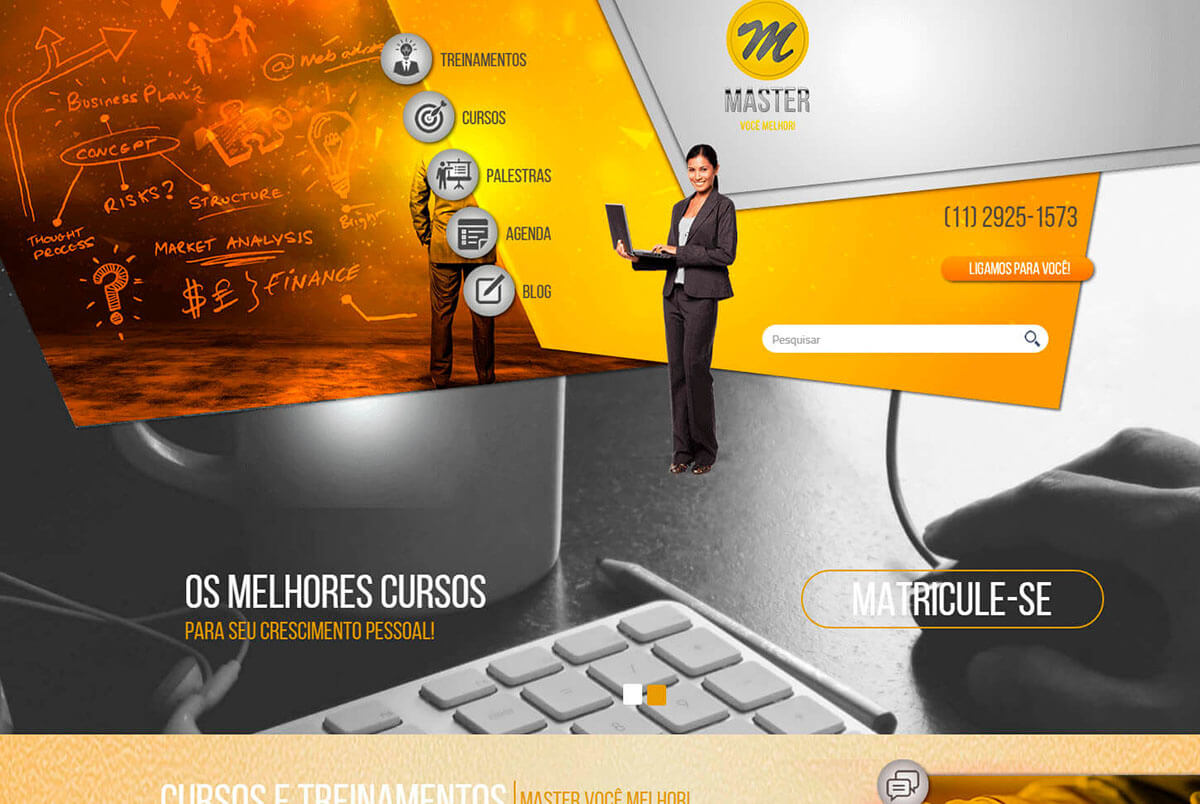 TREINAMENTOS
CURSOS
PALESTRAS
AGENDA
BLOG
M
MASTER
VOCÊ MELHOR!
@ web
Business Plan
CONCEPT
RISKS?
STRUCTURE
Bright
THOUGHT
PROCESS
MARKET ANALYSIS
?
$£ } FINANCE
(11) 2925-1573
LIGAMOS PARA VOCÊ!
Pesquisar
OS MELHORES CURSOS
PARA SEU CRESCIMENTO PESSOAL!
MATRICULE-SE
CURSOS E TREINAMENTOS | MASTER VOCÊ MELHOR!